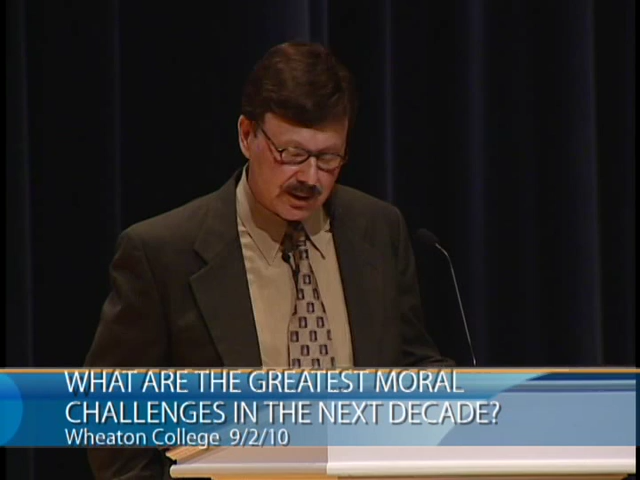 WHAT ARE THE GREATEST MORAL
CHALLENGES IN THE NEXT DECADE?
Wheaton College 9/2/10